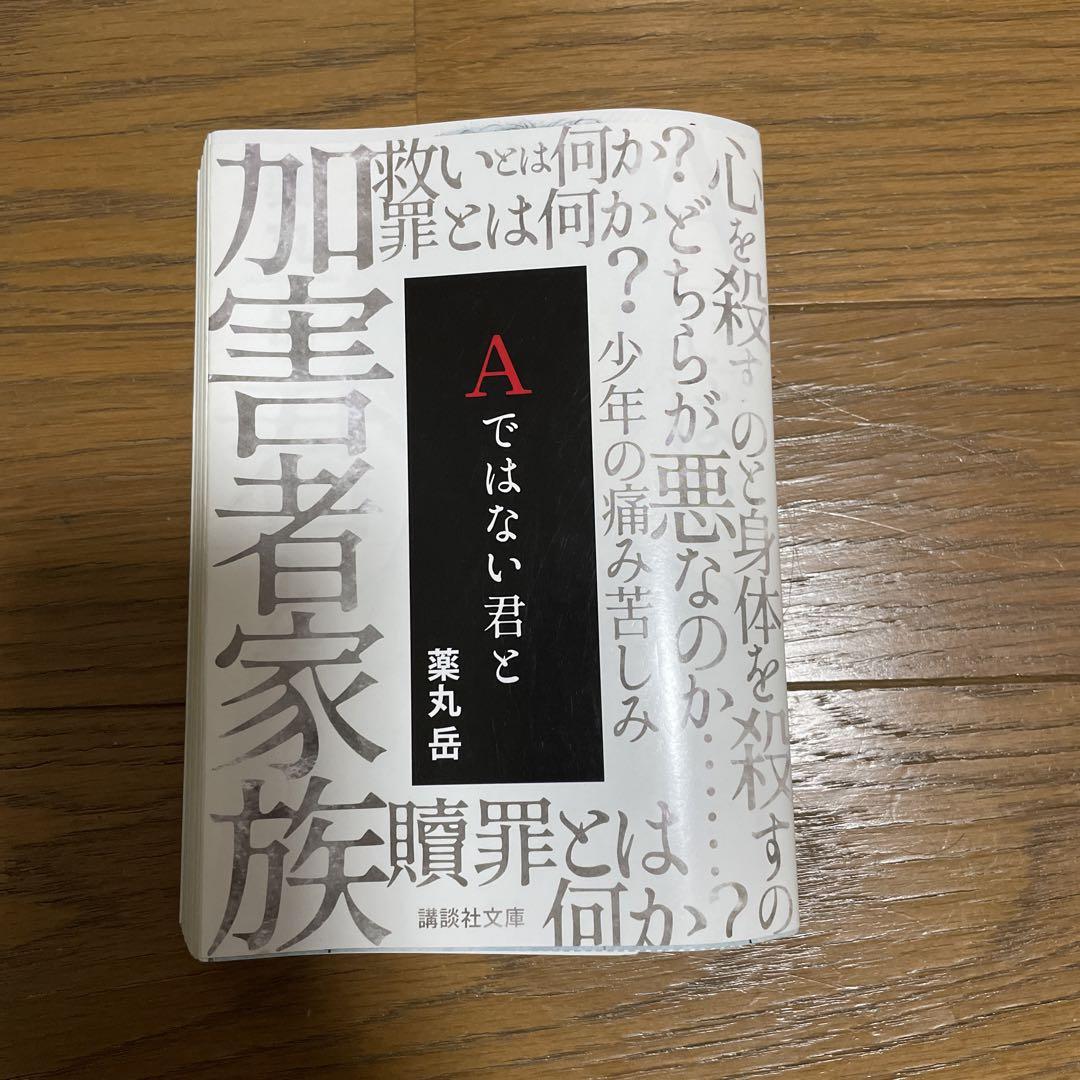 心を殺すのと身体を殺すの
どちらが悪なのか・・・・・・?
少年の痛み苦しみ
救いとは何か?
罪とは何か?
加害者家族
Aではない君と
薬丸岳
贖罪とは
何か?
講談社文庫